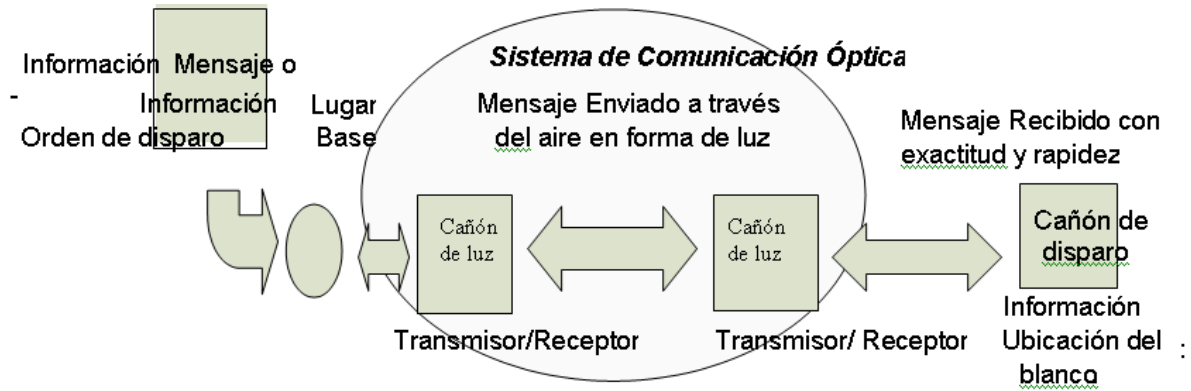 Sistema de Comunicación Óptica
Información Mensaje o
-
Información
Orden de disparo
Lugar
Base
Mensaje Enviado a través
del aire en forma de luz
Mensaje Recibido con
exactitud y rapidez
Cañón
de luz
Cañón
de luz
Cañón de
disparo
Transmisor/Receptor
Transmisor/ Receptor
Información
Ubicación del :
blanco